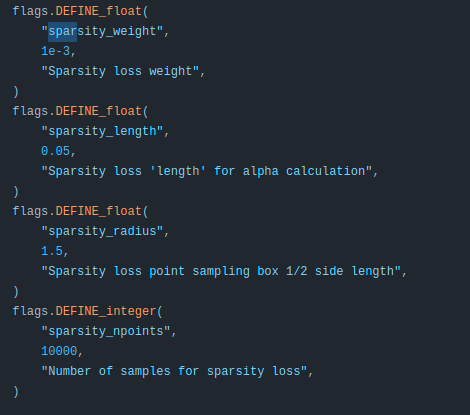 flags.DEFINE_float(
    "sparsity_weight",
    1e-3,
    "Sparsity loss weight",
)
flags.DEFINE_float(
    "sparsity_length",
    0.05,
    "Sparsity loss 'length' for alpha calculation",
)
flags.DEFINE_float(
    "sparsity_radius",
    1.5,
    "Sparsity loss point sampling box 1/2 side length",
)
flags.DEFINE_integer(
    "sparsity_npoints",
    10000,
    "Number of samples for sparsity loss",
)